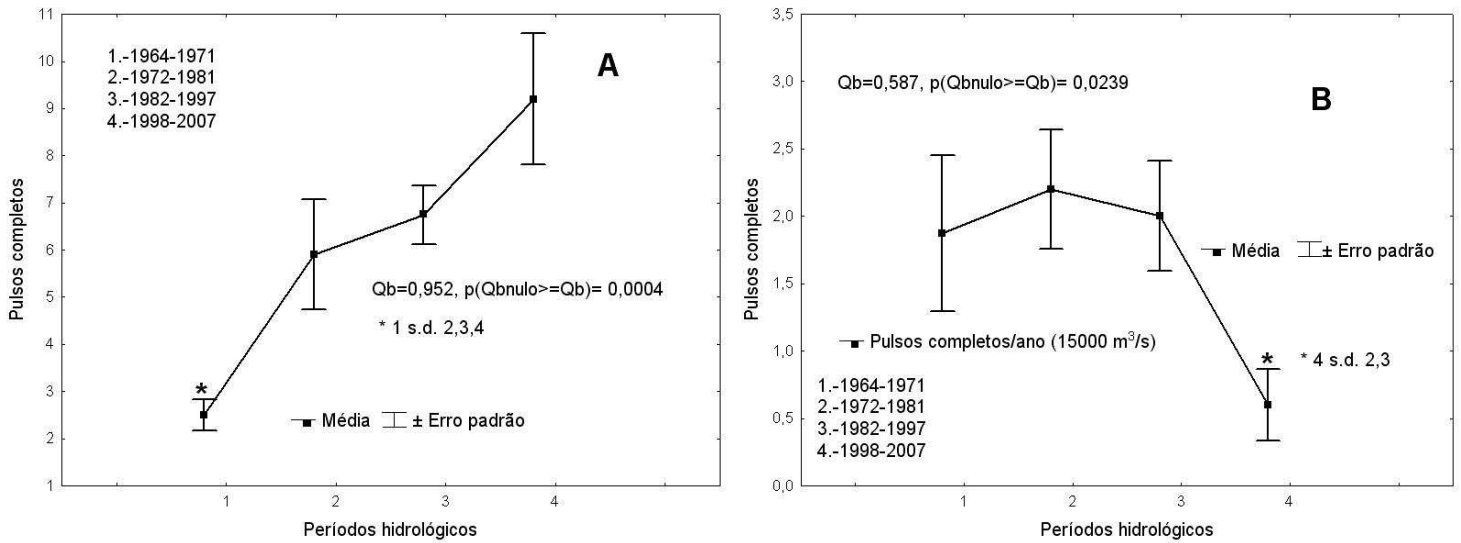 11
10
9
8
7
6
5
4
3
2
1
Pulsos completos
1.-1964-1971
2.-1972-1981
3.-1982-1997
4.-1998-2007
A
Qb=0,952, p(Qbnulo>=Qb)= 0,0004
* 1 s.d. 2,3,4
*
Média ± Erro padrão
1 2 3 4
Períodos hidrológicos
3,5
3,0
2,5
2,0
1,5
1,0
0,5
0,0
Pulsos completos
Qb=0,587, p(Qbnulo>=Qb)= 0,0239
B
Média ± Erro padrão
Pulsos completos/ano (15000 m³/s)
*
* 4 s.d. 2,3
1.-1964-1971
2.-1972-1981
3.-1982-1997
4.-1998-2007
1 2 3 4
Períodos hidrológicos